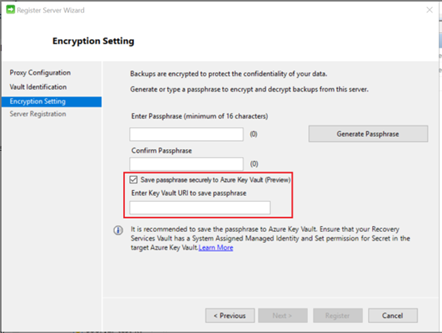 Register Server Wizard
Encryption Setting
Proxy Configuration
Vault Identification
Encryption Setting
Server Registration
Backups are encrypted to protect the confidentiality of your data.
Generate or type a passphrase to encrypt and decrypt backups from this server.
Enter Passphrase (minimum of 16 characters)
(0)
Generate Passphrase
Confirm Passphrase
(0)
Save passphrase securely to Azure Key Vault (Preview)
Enter Key Vault URI to save passphrase
It is recommended to save the passphrase to Azure Key Vault. Ensure that your Recovery
Services Vault has a System Assigned Managed Identity and Set permission for Secret in the
target Azure Key Vault.Learn More
< Previous
Next >
Register
Cancel